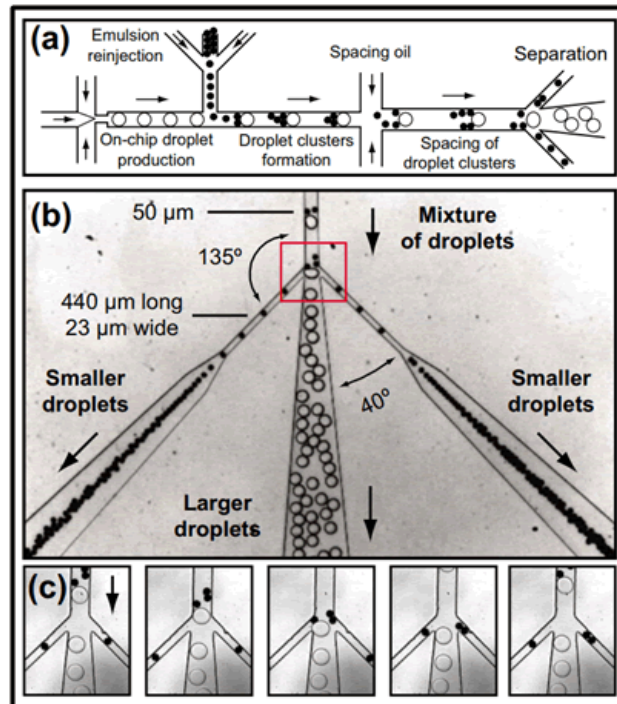 (a)
Emulsion
reinjection
Spacing oil
Separation
On-chip droplet
production
Droplet clusters
formation
Spacing of
droplet clusters
(b)
50 µm
Mixture
of droplets
135º
440 µm long
23 µm wide
Smaller
droplets
40º
Smaller
droplets
Larger
droplets
(c)